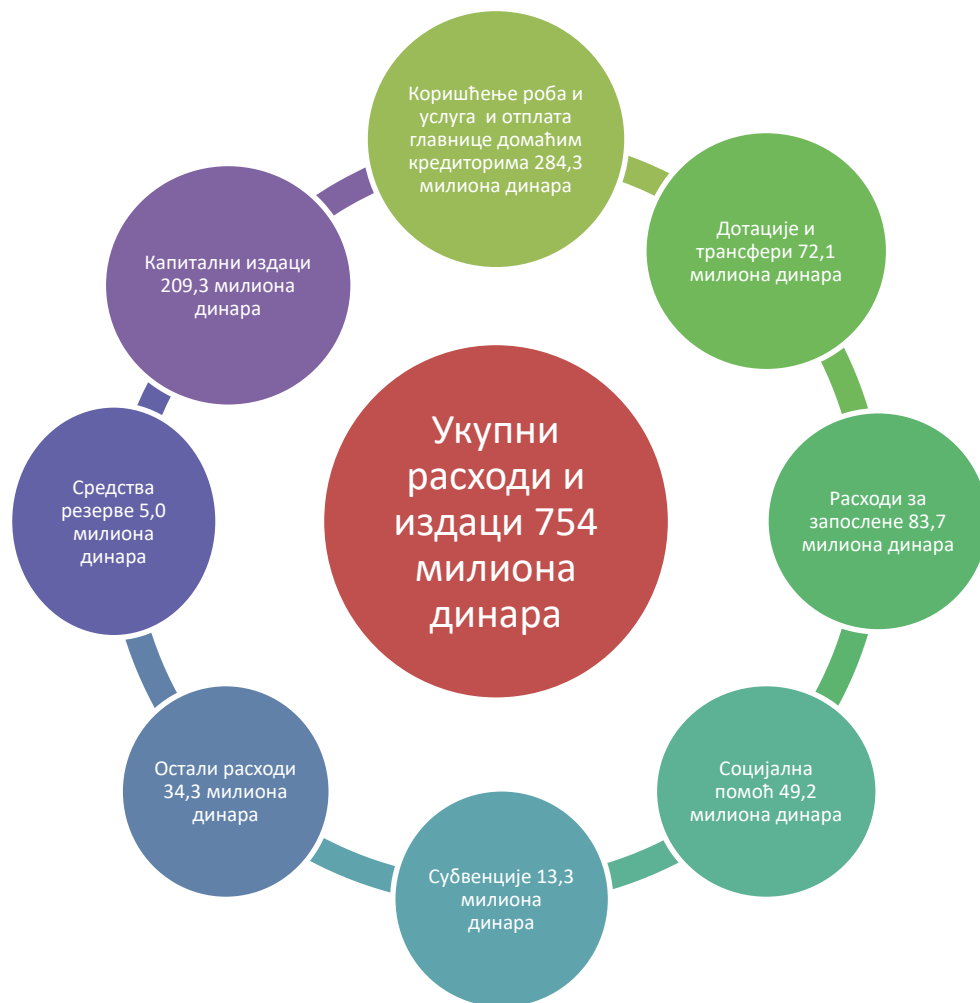 Коришћење роба и
услуга  и отплата
главнице домаћим
кредиторима 284,3
милиона динара
Дотације и
трансфери 72,1
милиона динара
Расходи за
запослене 83,7
милиона динара
Социјална
помоћ 49,2
милиона динара
Субвенције 13,3
милиона
динара
Остали расходи
34,3 милиона
динара
Средства
резерве 5,0
милиона
динара
Капитални издаци
209,3 милиона
динара
Укупни
расходи и
издаци 754
милиона
динара